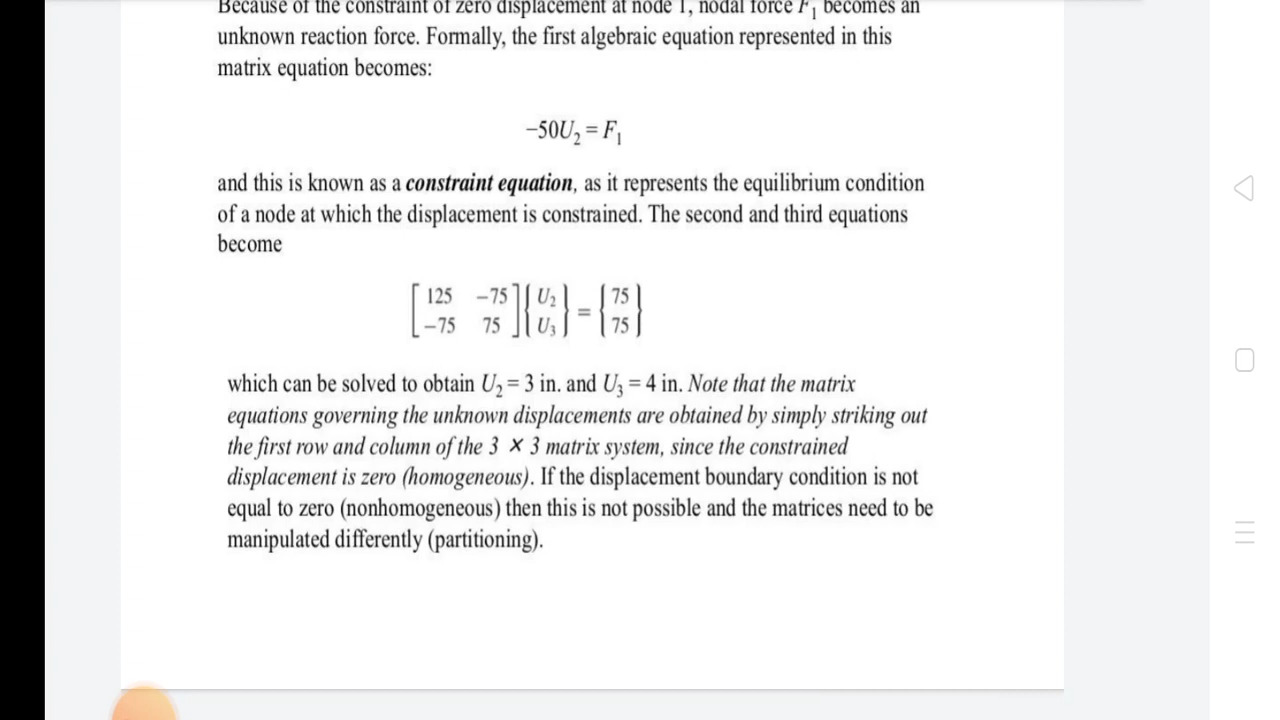 Because of the constraint of zero displacement at node 1, nodal force F₁ becomes an
unknown reaction force. Formally, the first algebraic equation represented in this
matrix equation becomes:
−50U₂ = F₁
and this is known as a constraint equation, as it represents the equilibrium condition
of a node at which the displacement is constrained. The second and third equations
become
[ 125 −75 ] { U₂ } = { 75 }
[ −75 75 ] { U₃ } { 75 }
which can be solved to obtain U₂ = 3 in. and U₃ = 4 in. Note that the matrix
equations governing the unknown displacements are obtained by simply striking out
the first row and column of the 3 × 3 matrix system, since the constrained
displacement is zero (homogeneous). If the displacement boundary condition is not
equal to zero (nonhomogeneous) then this is not possible and the matrices need to be
manipulated differently (partitioning).